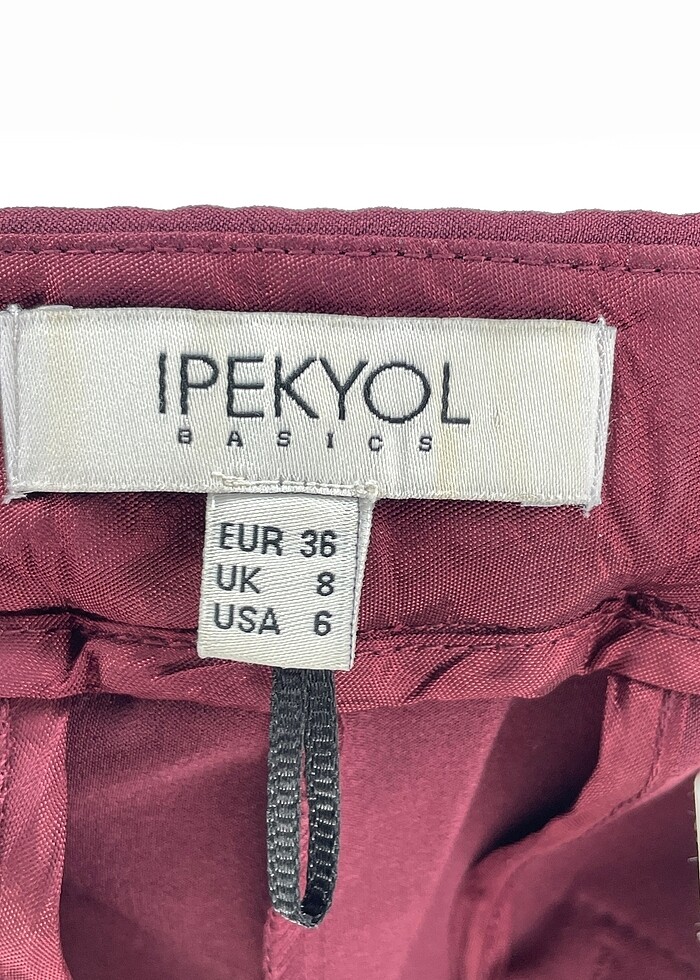 IPEKYOL
BASICS
EUR 36
UK 8
USA 6